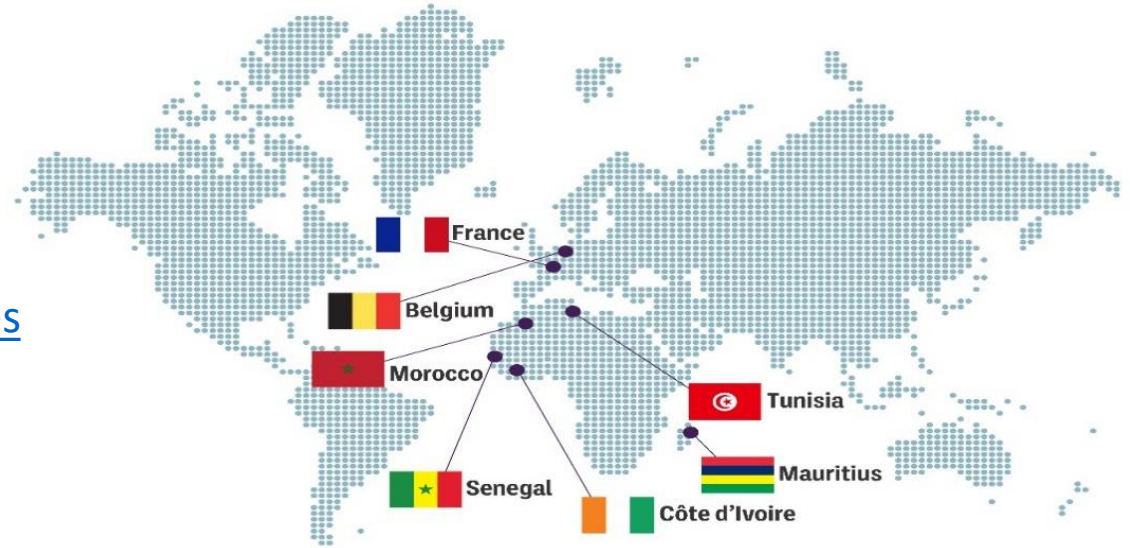 France
Belgium
s
Morocco
Tunisia
Mauritius
Senegal
Côte d’Ivoire